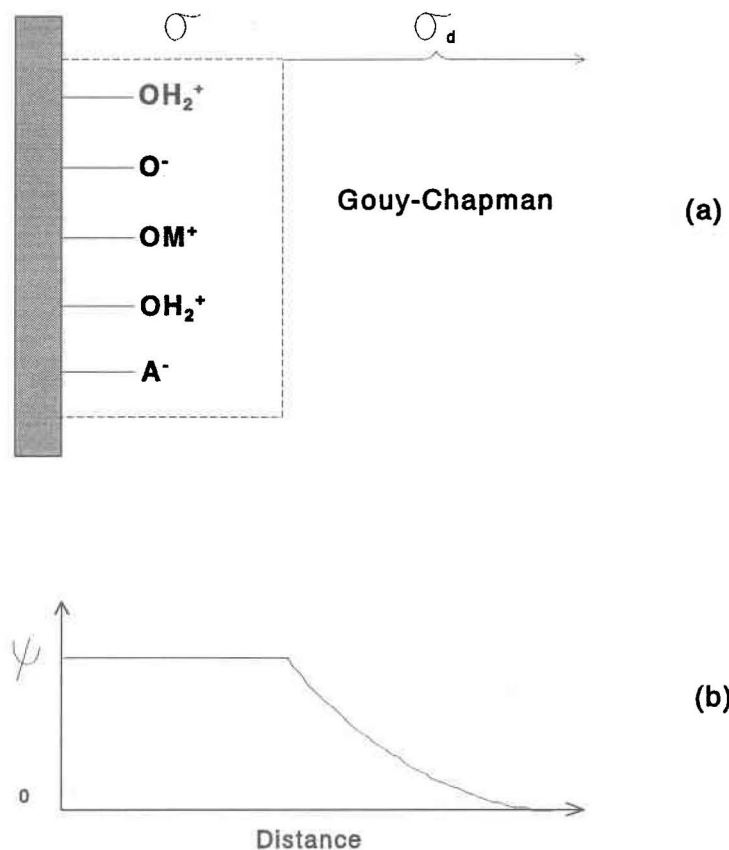 σ σd
OH₂⁺
O⁻
OM⁺
OH₂⁺
A⁻
Gouy-Chapman
(a)
ψ
0
Distance
(b)